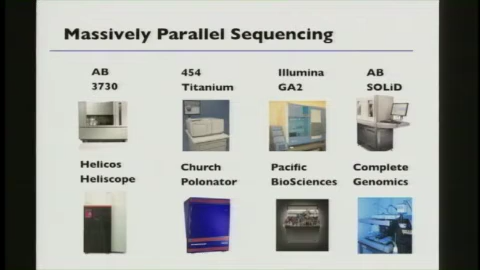 Massively Parallel Sequencing
AB
3730
454
Titanium
Illumina
GA2
AB
SOLiD
Helicos
Heliscope
Church
Polonator
Pacific
BioSciences
Complete
Genomics